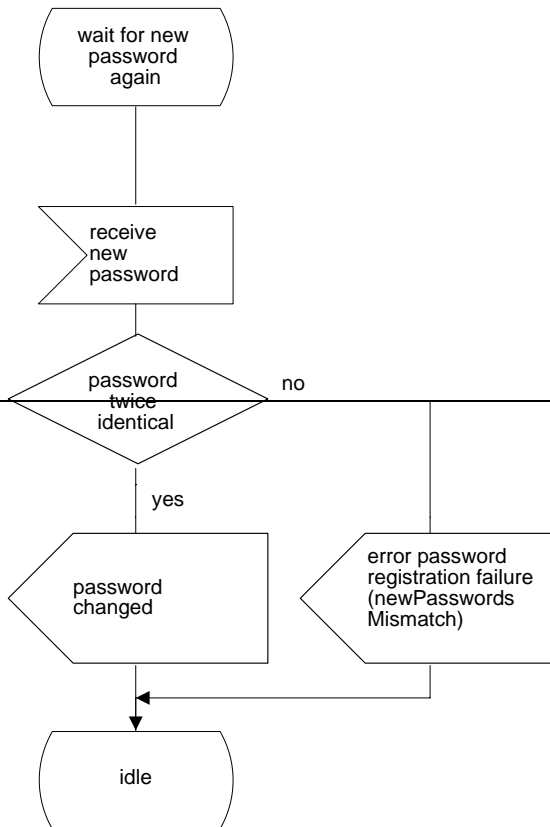 wait for new
password
again
receive
new
password
password
twice
identical
no
yes
password
changed
error password
registration failure
(newPasswords
Mismatch)
idle